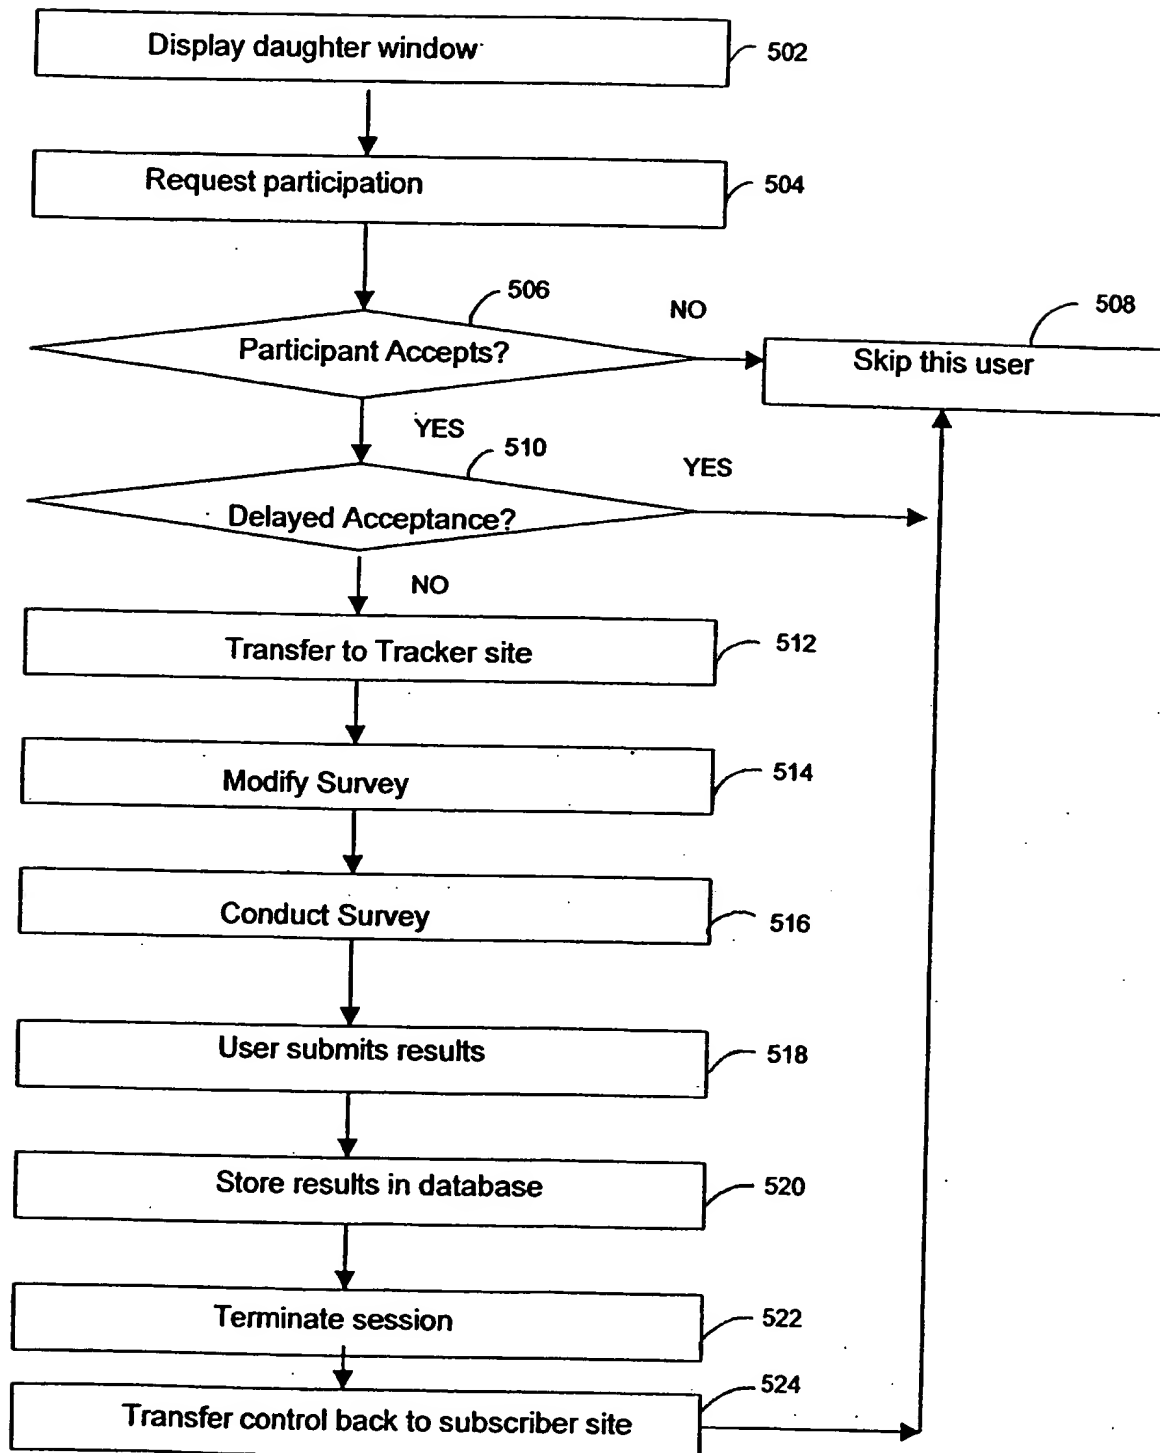 Display daughter window
502
Request participation
504
506
NO
508
Participant Accepts?
Skip this user
YES
510
YES
Delayed Acceptance?
NO
Transfer to Tracker site
512
Modify Survey
514
Conduct Survey
516
User submits results
518
Store results in database
520
Terminate session
522
524
Transfer control back to subscriber site